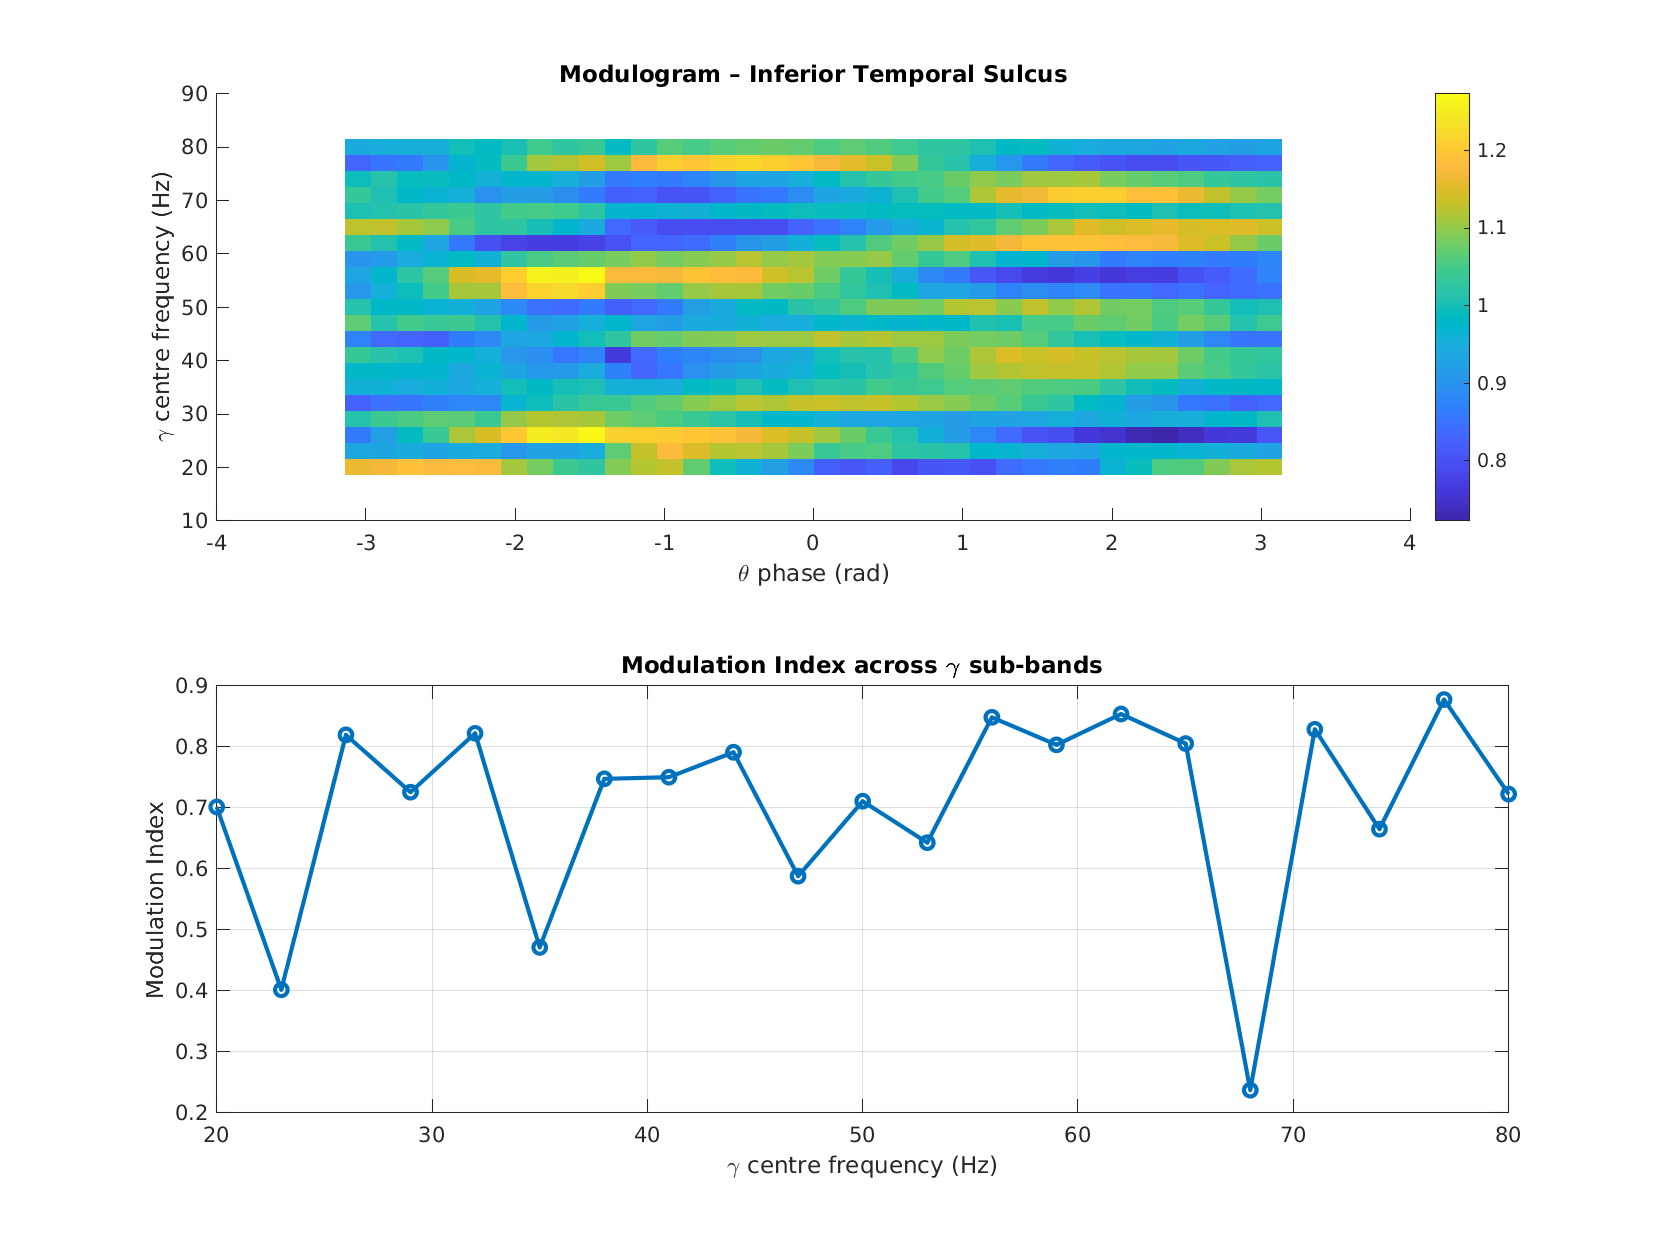 Modulogram – Inferior Temporal Sulcus
γ centre frequency (Hz)
90
80
70
60
50
40
30
20
10
-4 -3 -2 -1 0 1 2 3 4
θ phase (rad)
1.2
1.1
1
0.9
0.8
Modulation Index across γ sub-bands
Modulation Index
0.9
0.8
0.7
0.6
0.5
0.4
0.3
0.2
20 30 40 50 60 70 80
γ centre frequency (Hz)